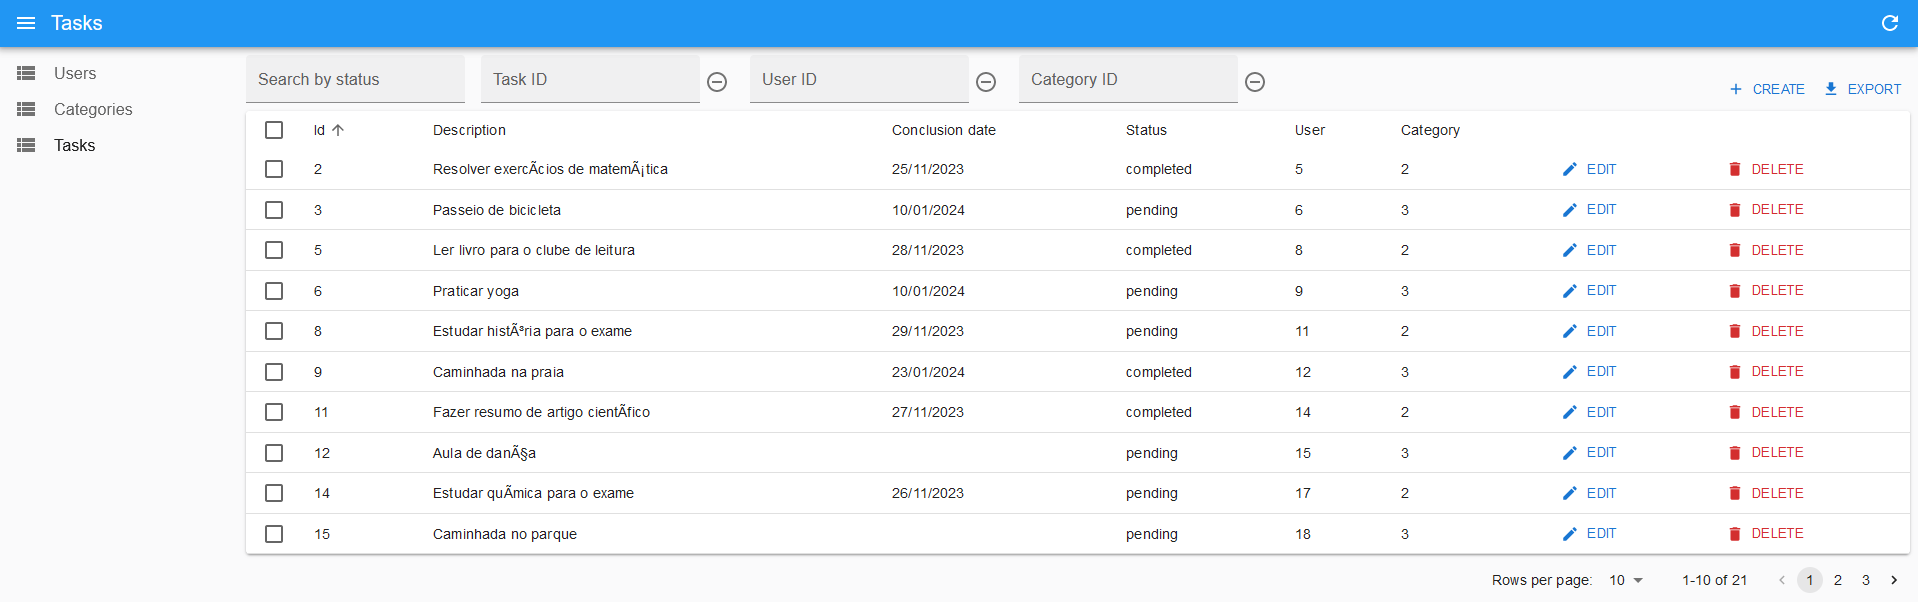 Tasks
Users
Categories
Tasks
Search by status Task ID User ID Category ID
CREATE EXPORT
Id Description Conclusion date Status User Category
2 Resolver exercÃcios de matemÃ¡tica 25/11/2023 completed 5 2 EDIT DELETE
3 Passeio de bicicleta 10/01/2024 pending 6 3 EDIT DELETE
5 Ler livro para o clube de leitura 28/11/2023 completed 8 2 EDIT DELETE
6 Praticar yoga 10/01/2024 pending 9 3 EDIT DELETE
8 Estudar histÃ³ria para o exame 29/11/2023 pending 11 2 EDIT DELETE
9 Caminhada na praia 23/01/2024 completed 12 3 EDIT DELETE
11 Fazer resumo de artigo cientÃfico 27/11/2023 completed 14 2 EDIT DELETE
12 Aula de danÃ§a pending 15 3 EDIT DELETE
14 Estudar quÃmica para o exame 26/11/2023 pending 17 2 EDIT DELETE
15 Caminhada no parque pending 18 3 EDIT DELETE
Rows per page: 10 1-10 of 21 1 2 3